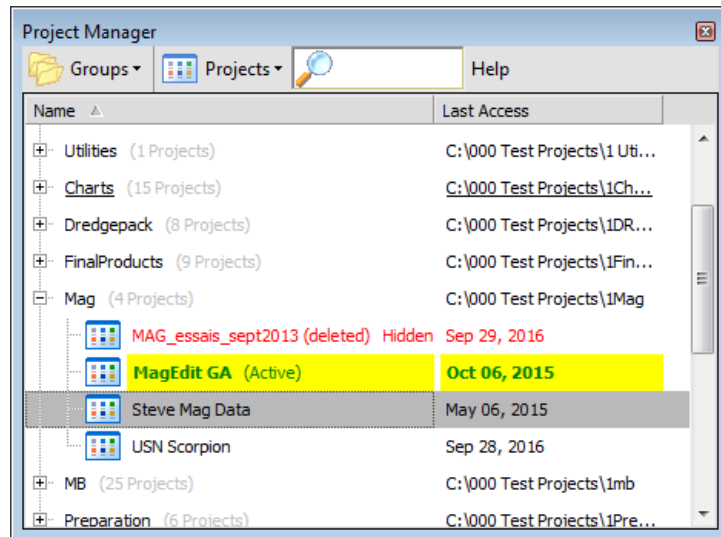 Project Manager
Groups Projects Help
Name Last Access
Utilities (1 Projects) C:\000 Test Projects\1 Uti...
Charts (15 Projects) C:\000 Test Projects\1Ch...
Dredgepack (8 Projects) C:\000 Test Projects\1DR...
FinalProducts (9 Projects) C:\000 Test Projects\1Fin...
Mag (4 Projects) C:\000 Test Projects\1Mag
MAG_essais_sept2013 (deleted) Hidden Sep 29, 2016
MagEdit GA (Active) Oct 06, 2015
Steve Mag Data May 06, 2015
USN Scorpion Sep 28, 2016
MB (25 Projects) C:\000 Test Projects\1mb
Preparation (6 Projects) C:\000 Test Projects\1Pre...